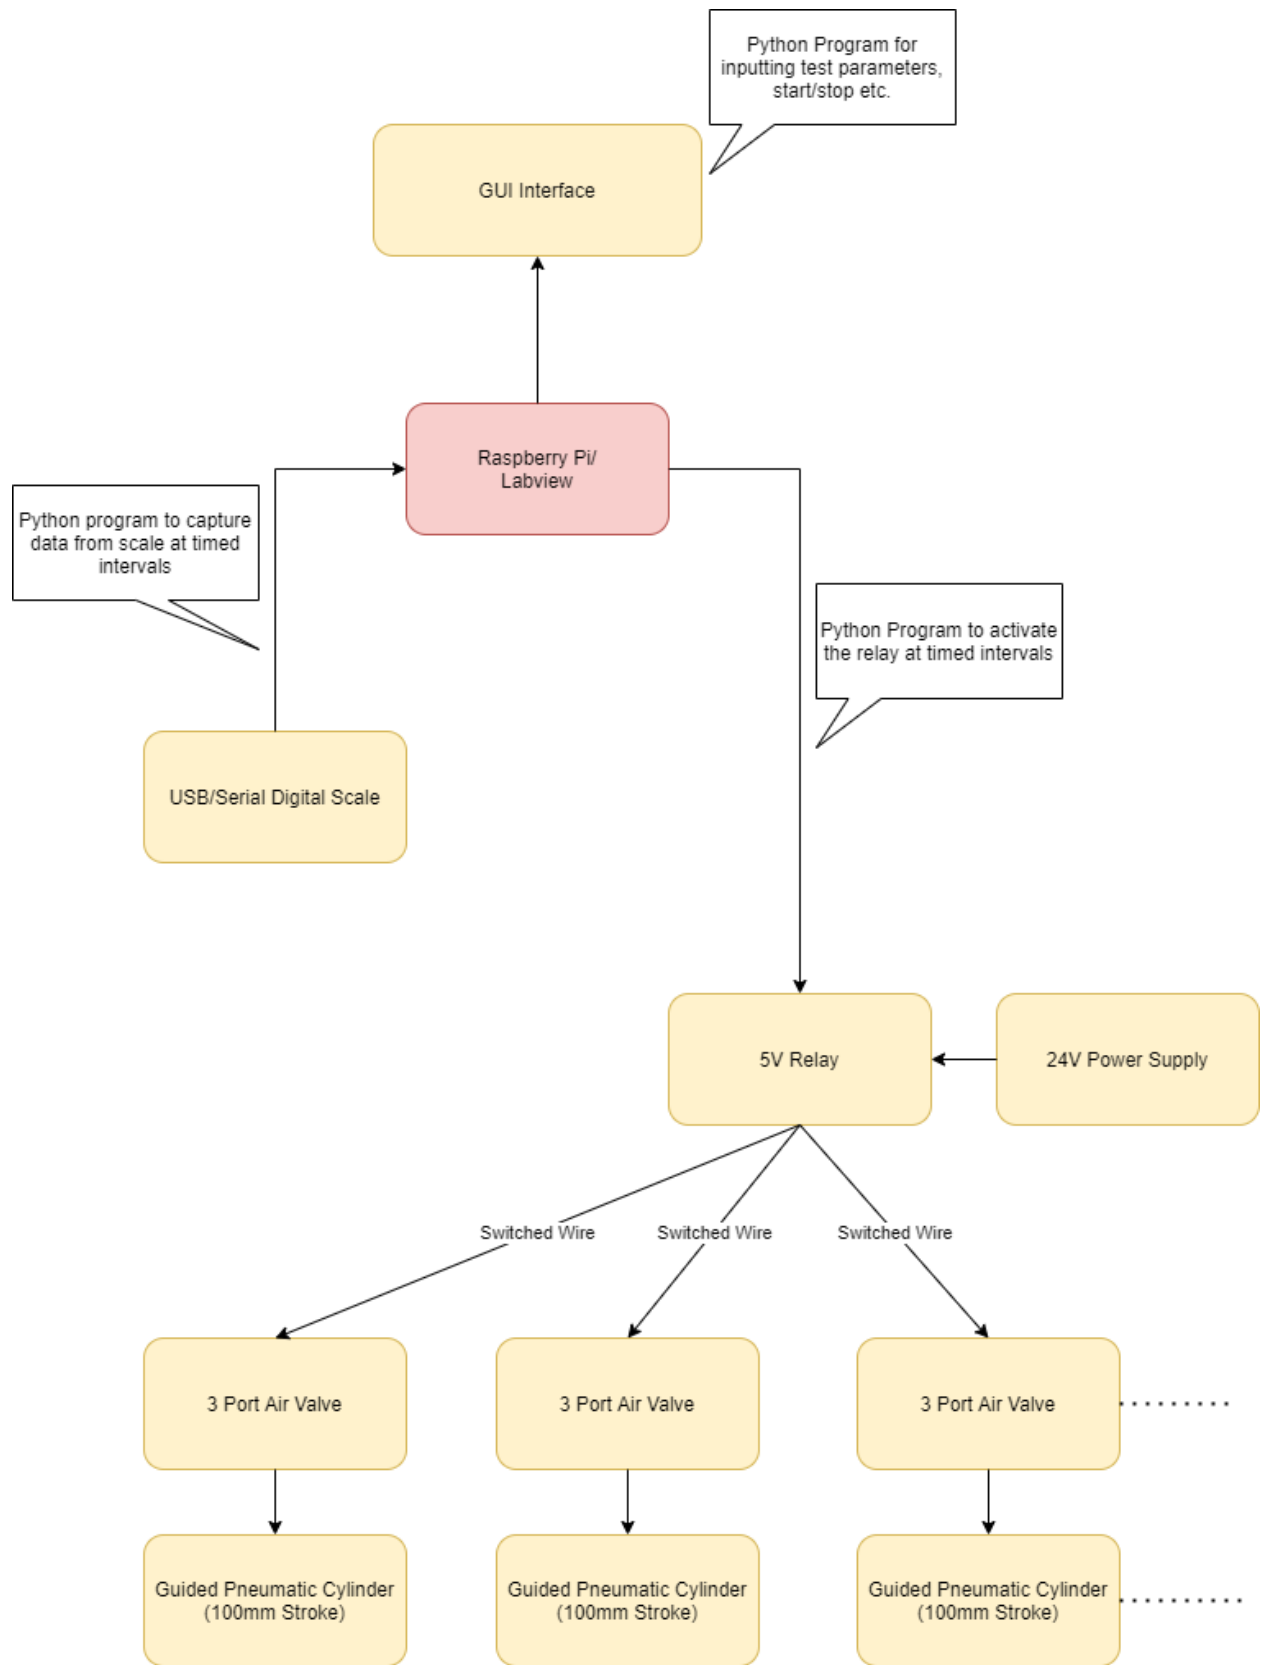 Python Program for
inputting test parameters,
start/stop etc.
GUI Interface
Raspberry Pi/
Labview
Python program to capture
data from scale at timed
intervals
Python Program to activate
the relay at timed intervals
USB/Serial Digital Scale
5V Relay
24V Power Supply
Switched Wire
Switched Wire
Switched Wire
3 Port Air Valve
3 Port Air Valve
3 Port Air Valve
Guided Pneumatic Cylinder
(100mm Stroke)
Guided Pneumatic Cylinder
(100mm Stroke)
Guided Pneumatic Cylinder
(100mm Stroke)